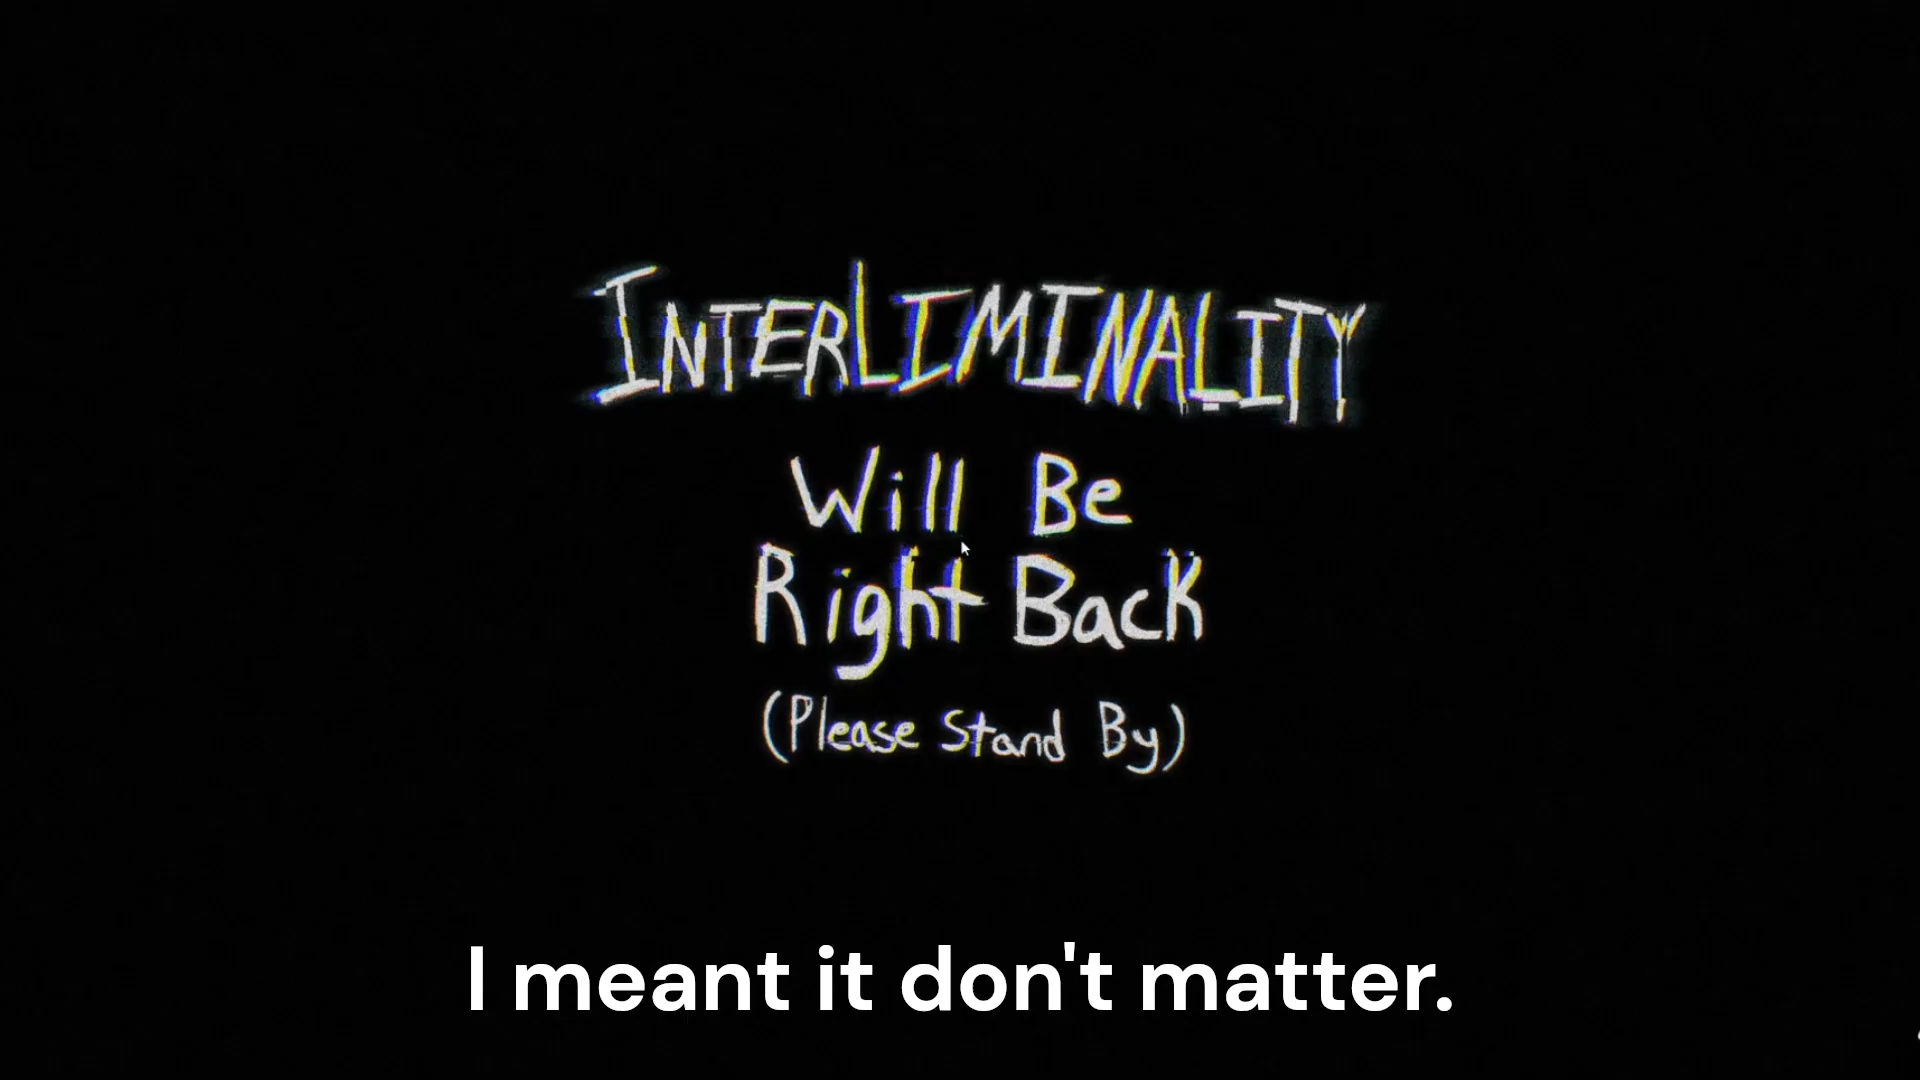 INTERLIMINALITY
Will Be
Right Back
(Please Stand By)
I meant it don't matter.